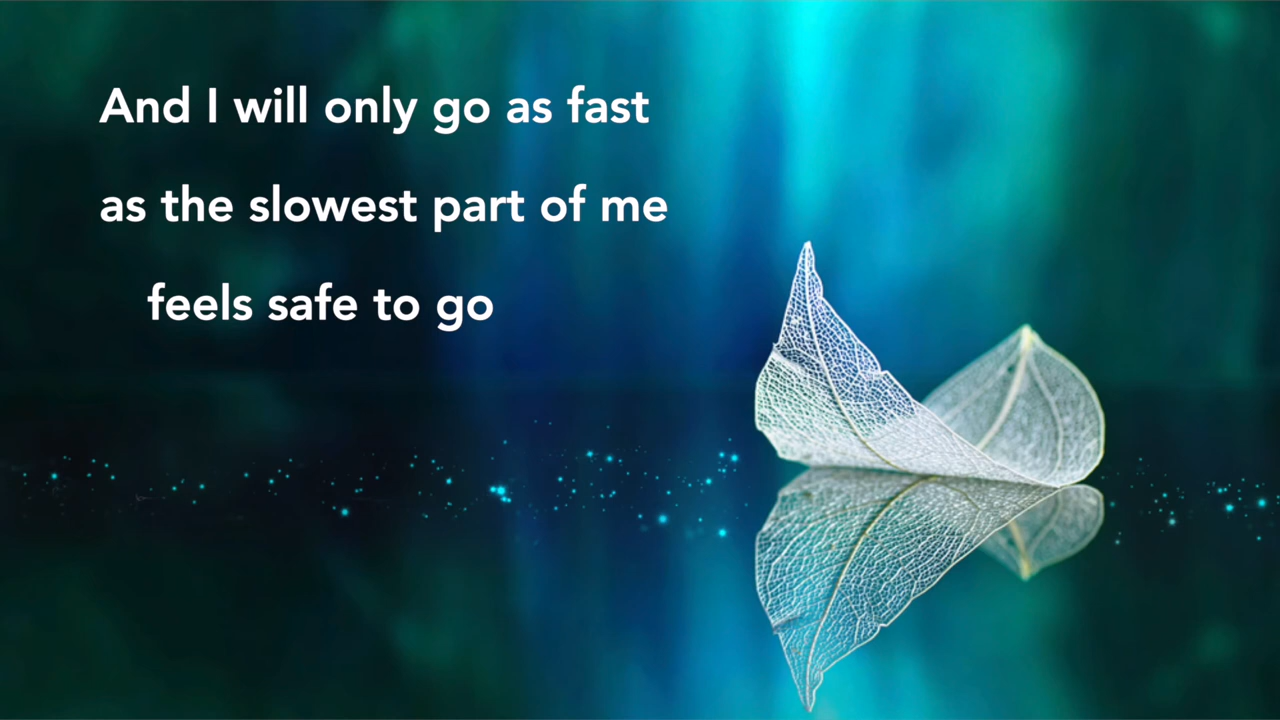 And I will only go as fast
as the slowest part of me
feels safe to go